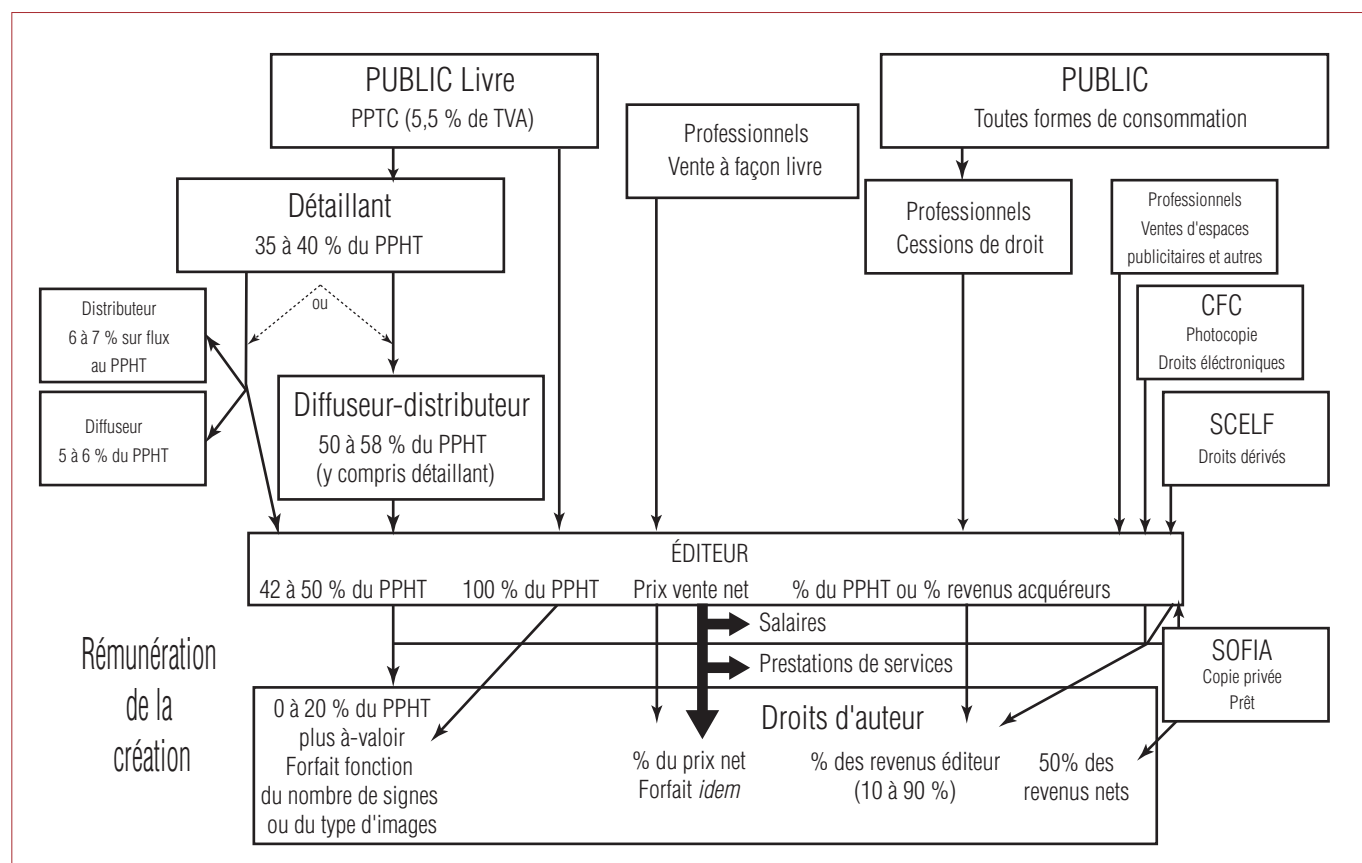 PUBLIC Livre
PPTC (5,5 % de TVA)
Professionnels
Vente à façon livre
PUBLIC
Toutes formes de consommation
Détaillant
35 à 40 % du PPHT
Professionnels
Cessions de droit
Professionnels
Ventes d'espaces
publicitaires et autres
ou
Distributeur
6 à 7 % sur flux
au PPHT
CFC
Photocopie
Droits éléctroniques
Diffuseur
5 à 6 % du PPHT
Diffuseur-distributeur
50 à 58 % du PPHT
(y compris détaillant)
SCELF
Droits dérivés
ÉDITEUR
42 à 50 % du PPHT
100 % du PPHT
Prix vente net
% du PPHT ou % revenus acquéreurs
Salaires
Prestations de services
SOFIA
Copie privée
Prêt
Rémunération
de la
création
0 à 20 % du PPHT
plus à-valoir
Forfait fonction
du nombre de signes
ou du type d'images
Droits d'auteur
% du prix net
Forfait idem
% des revenus éditeur
(10 à 90 %)
50% des
revenus nets